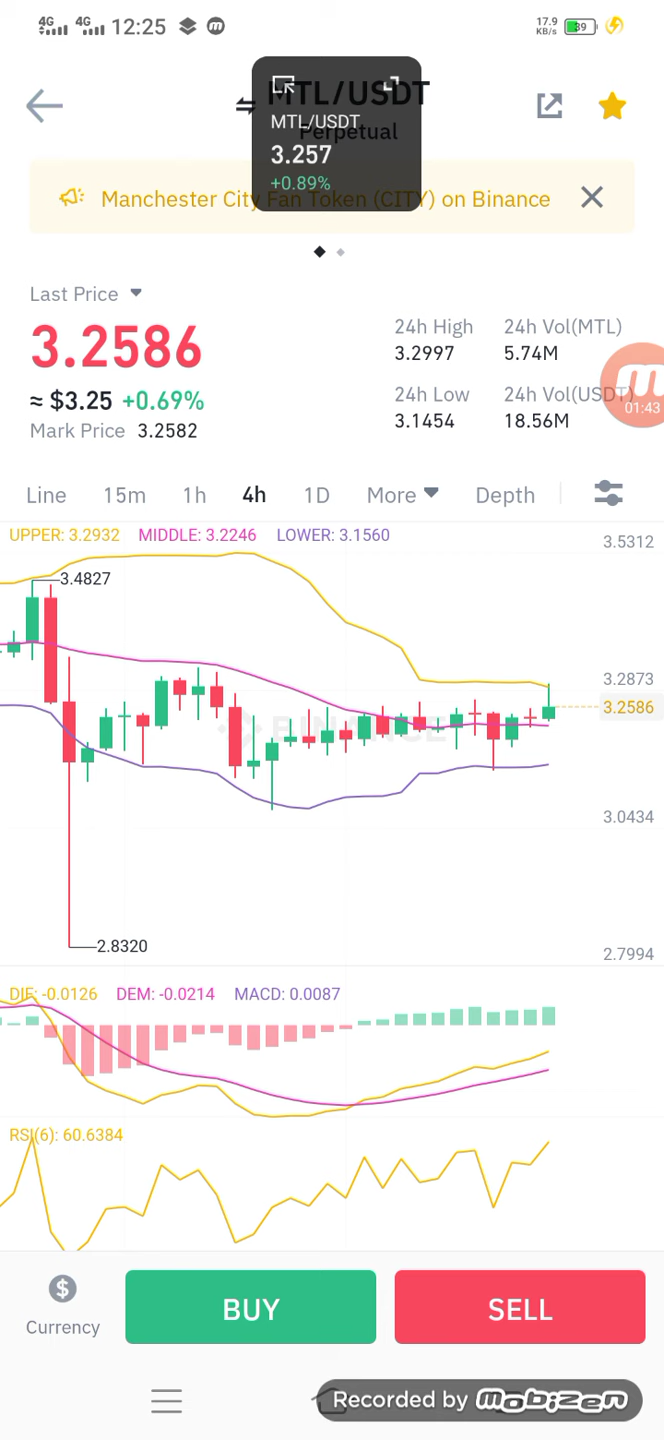 4G 4G 12:25 17.9 KB/s 39
MTL/USDT
Perpetual
MTL/USDT
3.257
+0.89%
Manchester City Fan Token (CITY) on Binance
Last Price
3.2586
≈ $3.25 +0.69%
Mark Price 3.2582
24h High 24h Vol(MTL)
3.2997 5.74M
24h Low 24h Vol(USDT)
3.1454 18.56M
01:43
Line 15m 1h 4h 1D More Depth
UPPER: 3.2932 MIDDLE: 3.2246 LOWER: 3.1560
3.5312
3.4827
3.2873
3.2586
BINANCE
3.0434
2.8320
2.7994
DIF: -0.0126 DEM: -0.0214 MACD: 0.0087
RSI(6): 60.6384
Currency
BUY
SELL
Recorded by mobizen